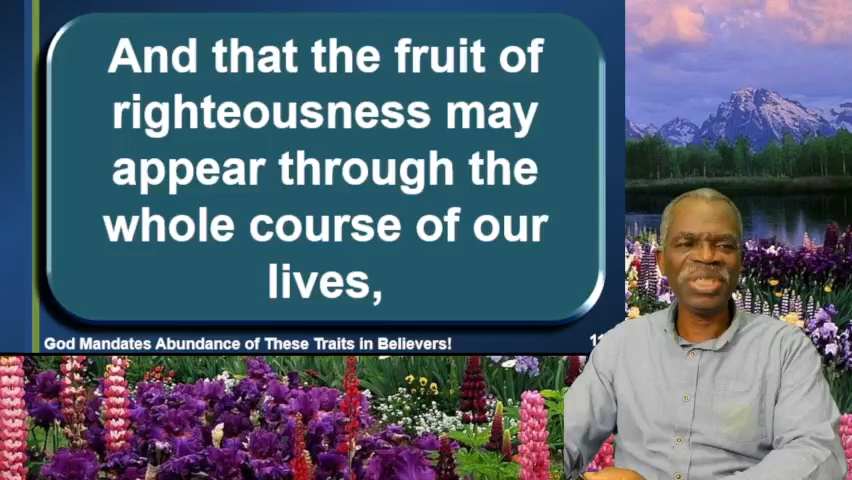 And that the fruit of
righteousness may
appear through the
whole course of our
lives,
God Mandates Abundance of These Traits in Believers!